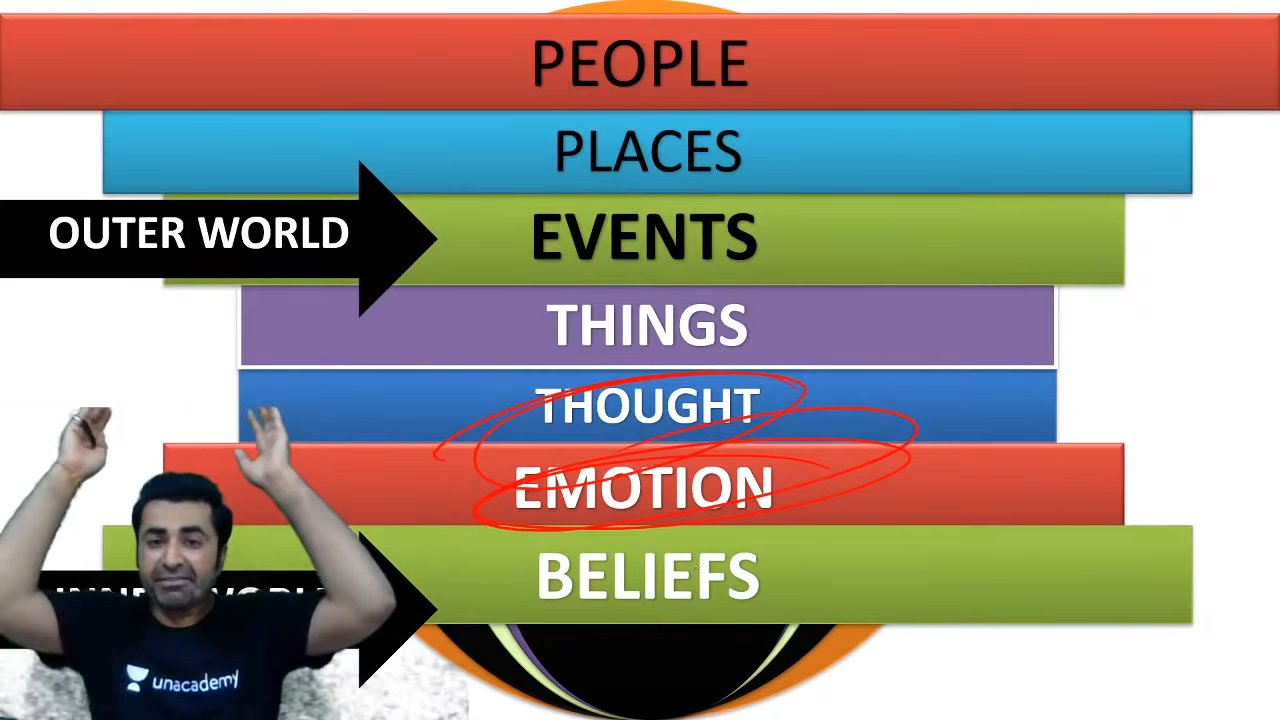 PEOPLE
PLACES
OUTER WORLD
EVENTS
THINGS
THOUGHT
EMOTION
BELIEFS
unacademy